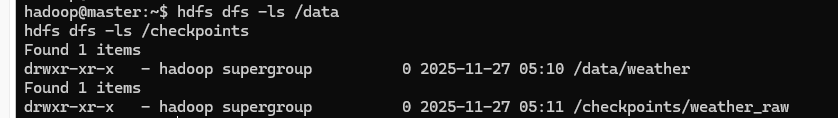 hadoop@master:~$ hdfs dfs -ls /data
hdfs dfs -ls /checkpoints
Found 1 items
drwxr-xr-x   - hadoop supergroup          0 2025-11-27 05:10 /data/weather
Found 1 items
drwxr-xr-x   - hadoop supergroup          0 2025-11-27 05:11 /checkpoints/weather_raw